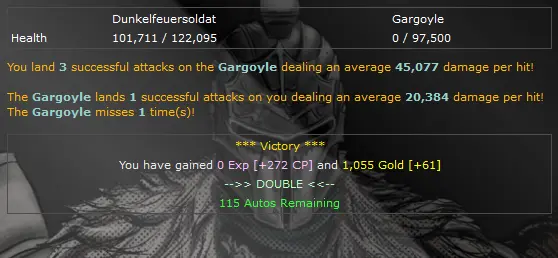 Dunkelfeuersoldat Gargoyle
Health 101,711 / 122,095 0 / 97,500
You land 3 successful attacks on the Gargoyle dealing an average 45,077 damage per hit!
The Gargoyle lands 1 successful attacks on you dealing an average 20,384 damage per hit!
The Gargoyle misses 1 time(s)!
*** Victory ***
You have gained 0 Exp [+272 CP] and 1,055 Gold [+61]
-->> DOUBLE <<--
115 Autos Remaining